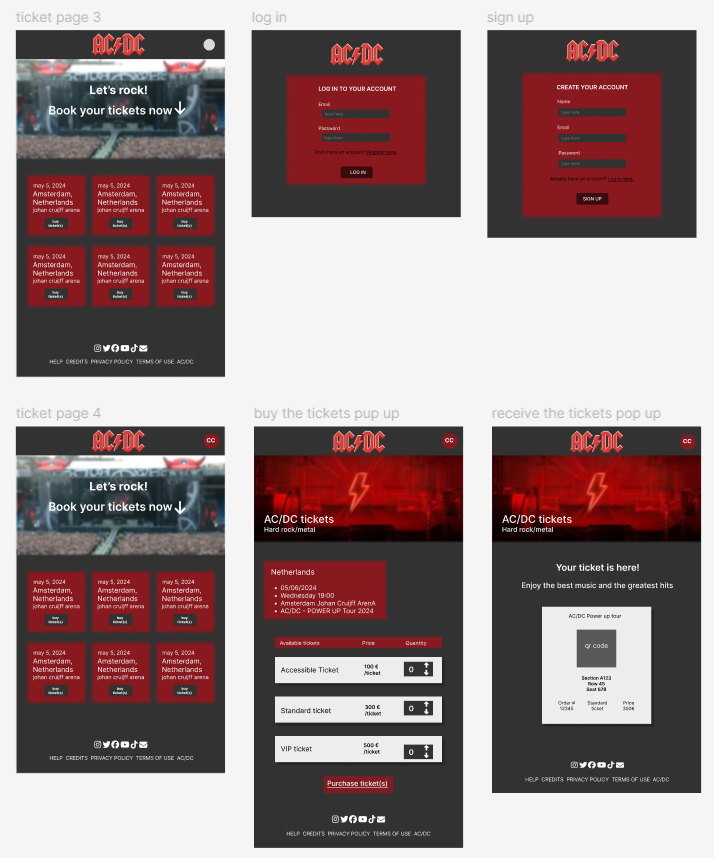 ticket page 3
AC/DC
Let's rock!
Book your tickets now
may 5, 2024
Amsterdam,
Netherlands
johan cruijff arena
buy
ticket(s)
may 5, 2024
Amsterdam,
Netherlands
johan cruijff arena
buy
ticket(s)
may 5, 2024
Amsterdam,
Netherlands
johan cruijff arena
buy
ticket(s)
may 5, 2024
Amsterdam,
Netherlands
johan cruijff arena
buy
ticket(s)
may 5, 2024
Amsterdam,
Netherlands
johan cruijff arena
buy
ticket(s)
may 5, 2024
Amsterdam,
Netherlands
johan cruijff arena
buy
ticket(s)
HELP CREDITS PRIVACY POLICY TERMS OF USE AC/DC
log in
AC/DC
LOG IN TO YOUR ACCOUNT
Email
type here
Password
type here
Don't have an account? Register here.
LOG IN
sign up
AC/DC
CREATE YOUR ACCOUNT
Name
type here
Email
type here
Password
type here
Already have an account? Log in here.
SIGN UP
ticket page 4
AC/DC
CC
Let's rock!
Book your tickets now
may 5, 2024
Amsterdam,
Netherlands
johan cruijff arena
buy
ticket(s)
may 5, 2024
Amsterdam,
Netherlands
johan cruijff arena
buy
ticket(s)
may 5, 2024
Amsterdam,
Netherlands
johan cruijff arena
buy
ticket(s)
may 5, 2024
Amsterdam,
Netherlands
johan cruijff arena
buy
ticket(s)
may 5, 2024
Amsterdam,
Netherlands
johan cruijff arena
buy
ticket(s)
may 5, 2024
Amsterdam,
Netherlands
johan cruijff arena
buy
ticket(s)
HELP CREDITS PRIVACY POLICY TERMS OF USE AC/DC
buy the tickets pup up
AC/DC
CC
AC/DC tickets
Hard rock/metal
Netherlands
• 05/06/2024
• Wednesday 19:00
• Amsterdam Johan Cruijff ArenA
• AC/DC - POWER UP Tour 2024
Available tickets Price Quantity
Accessible Ticket 100 € /ticket 0
Standard ticket 300 € /ticket 0
VIP ticket 500 € /ticket 0
Purchase ticket(s)
HELP CREDITS PRIVACY POLICY TERMS OF USE AC/DC
receive the tickets pop up
AC/DC
CC
AC/DC tickets
Hard rock/metal
Your ticket is here!
Enjoy the best music and the greatest hits
AC/DC Power up tour
qr code
Section A123
Row 45
Seat 678
Order # Standard Price
12345 ticket 300€
HELP CREDITS PRIVACY POLICY TERMS OF USE AC/DC